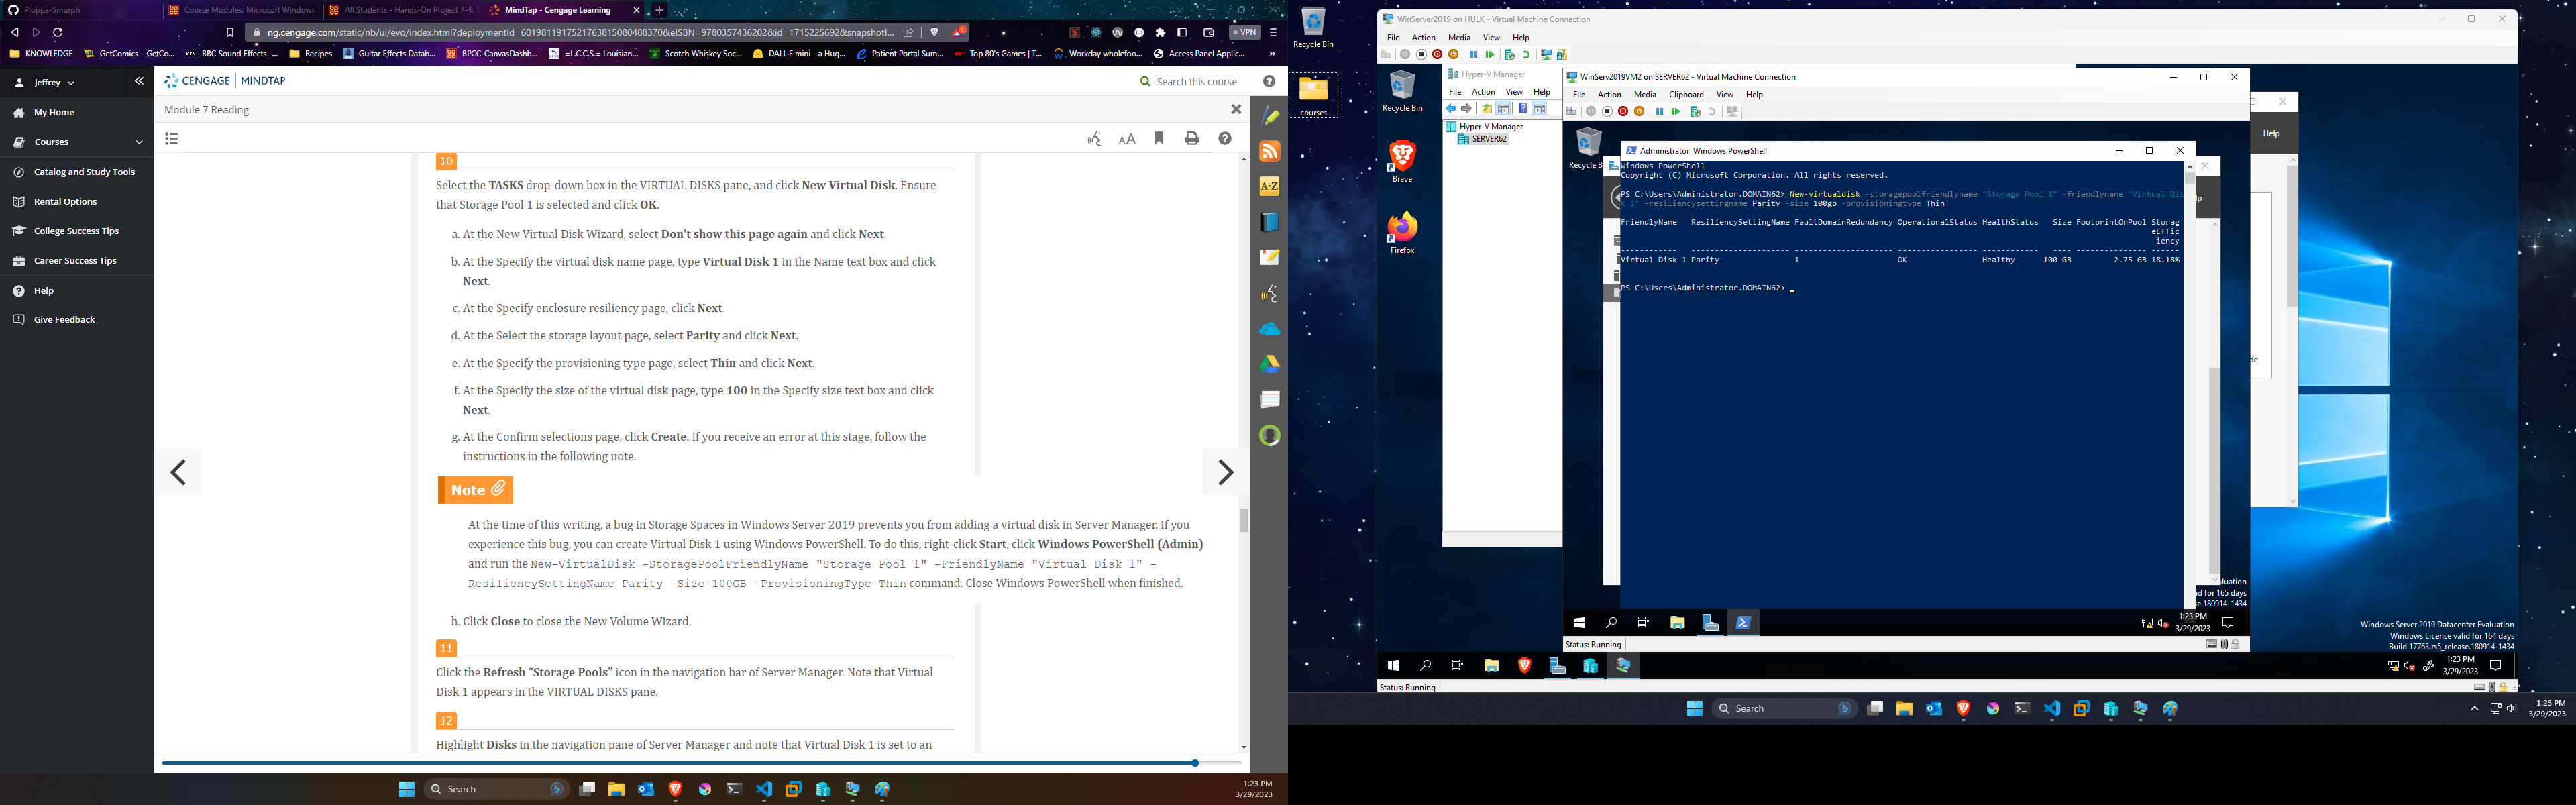 Ploppa-Smurph
Course Modules: Microsoft Windows
All Students - Hands-On Project 7-4: S
MindTap - Cengage Learning
ng.cengage.com/static/nb/ui/evo/index.html?deploymentId=6019811917521763815080488370&eISBN=9780357436202&id=1715225692&snapshotI...
VPN
KNOWLEDGE
GetComics – GetCo...
BBC Sound Effects -...
Recipes
Guitar Effects Datab...
BPCC-CanvasDashb...
=L.C.C.S.= Louisian...
Scotch Whiskey Soc...
DALL·E mini - a Hug...
Patient Portal Sum...
Top 80's Games | T...
Workday wholefoo...
Access Panel Applic...
Jeffrey
My Home
Courses
Catalog and Study Tools
Rental Options
College Success Tips
Career Success Tips
Help
Give Feedback
CENGAGE | MINDTAP
Search this course
Module 7 Reading
AA
A-Z
10
Select the TASKS drop-down box in the VIRTUAL DISKS pane, and click New Virtual Disk. Ensure
that Storage Pool 1 is selected and click OK.
a. At the New Virtual Disk Wizard, select Don't show this page again and click Next.
b. At the Specify the virtual disk name page, type Virtual Disk 1 in the Name text box and click
Next.
c. At the Specify enclosure resiliency page, click Next.
d. At the Select the storage layout page, select Parity and click Next.
e. At the Specify the provisioning type page, select Thin and click Next.
f. At the Specify the size of the virtual disk page, type 100 in the Specify size text box and click
Next.
g. At the Confirm selections page, click Create. If you receive an error at this stage, follow the
instructions in the following note.
Note
At the time of this writing, a bug in Storage Spaces in Windows Server 2019 prevents you from adding a virtual disk in Server Manager. If you
experience this bug, you can create Virtual Disk 1 using Windows PowerShell. To do this, right-click Start, click Windows PowerShell (Admin)
and run the New-VirtualDisk -StoragePoolFriendlyName "Storage Pool 1" -FriendlyName "Virtual Disk 1" -
ResiliencySettingName Parity -Size 100GB -ProvisioningType Thin command. Close Windows PowerShell when finished.
h. Click Close to close the New Volume Wizard.
11
Click the Refresh “Storage Pools” icon in the navigation bar of Server Manager. Note that Virtual
Disk 1 appears in the VIRTUAL DISKS pane.
12
Highlight Disks in the navigation pane of Server Manager and note that Virtual Disk 1 is set to an
Search
1:23 PM
3/29/2023
Recycle Bin
courses
WinServer2019 on HULK - Virtual Machine Connection
File Action Media View Help
Recycle Bin
Brave
Firefox
Hyper-V Manager
File Action View Help
Hyper-V Manager
SERVER62
WinServ2019VM2 on SERVER62 - Virtual Machine Connection
File Action Media Clipboard View Help
Recycle B
Administrator: Windows PowerShell
Windows PowerShell
Copyright (C) Microsoft Corporation. All rights reserved.
PS C:\Users\Administrator.DOMAIN62> New-virtualdisk -storagepoolfriendlyname "Storage Pool 1" -friendlyname "Virtual Dis
k 1" -resiliencysettingname Parity -size 100gb -provisioningtype Thin
FriendlyName ResiliencySettingName FaultDomainRedundancy OperationalStatus HealthStatus Size FootprintOnPool Storag
eEffic
iency
------------ --------------------- --------------------- ----------------- ------------ ---- --------------- ------
Virtual Disk 1 Parity 1 OK Healthy 100 GB 2.75 GB 18.18%
PS C:\Users\Administrator.DOMAIN62>
Help
lp
de
luation
id for 165 days
se.180914-1434
1:23 PM
3/29/2023
Status: Running
Windows Server 2019 Datacenter Evaluation
Windows License valid for 164 days
Build 17763.rs5_release.180914-1434
1:23 PM
3/29/2023
Status: Running
Search
1:23 PM
3/29/2023